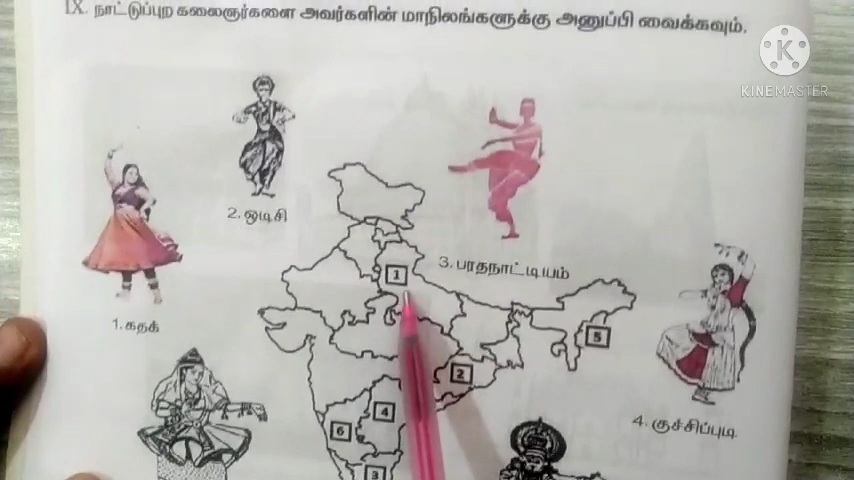 IX. நாட்டுப்புற கலைஞர்களை அவர்களின் மாநிலங்களுக்கு அனுப்பி வைக்கவும்.
KINEMASTER
2. ஒடிசி
3. பரதநாட்டியம்
1
1. கதக்
5
2
4
4. குச்சிப்புடி
6
3